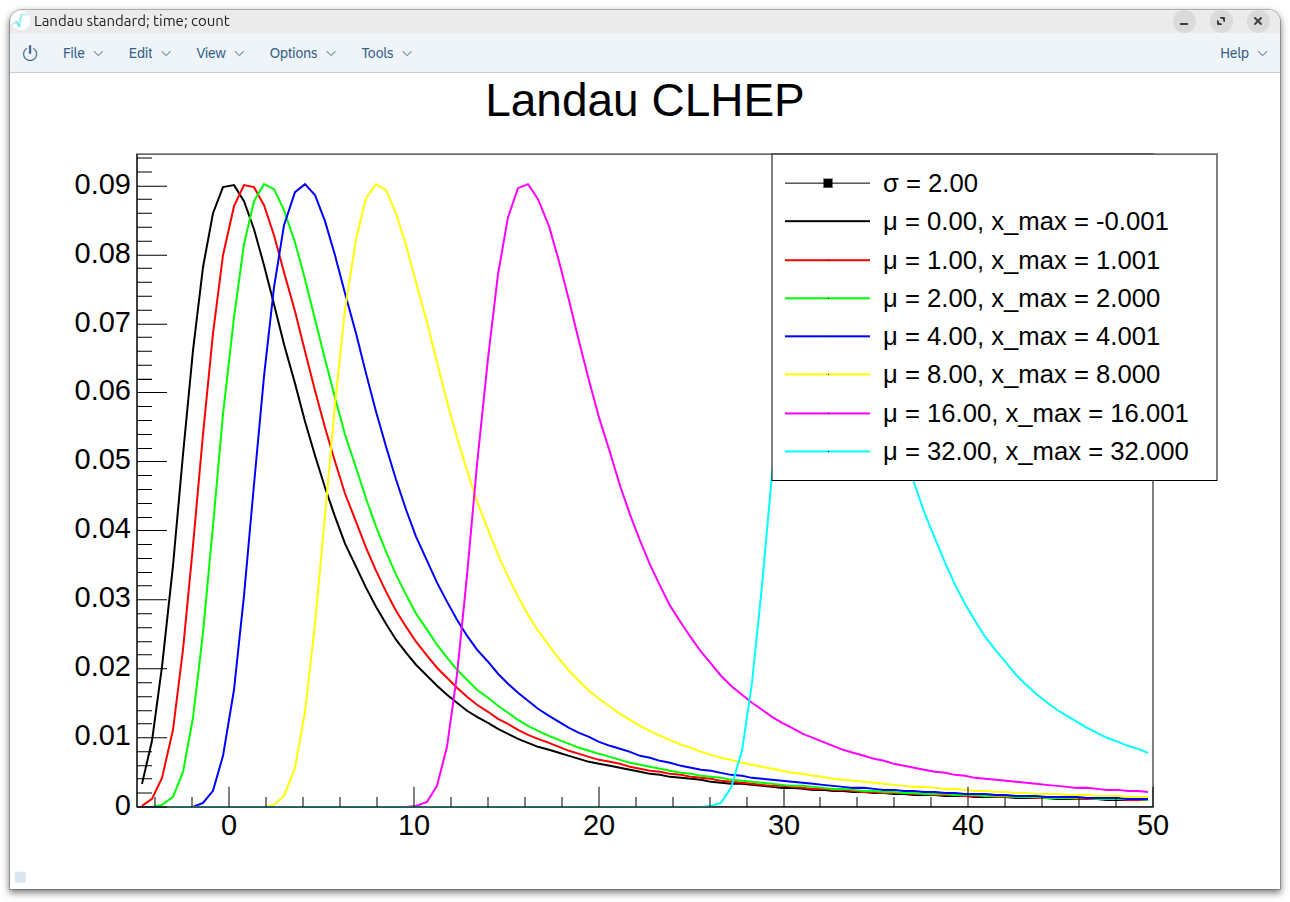 Landau standard; time; count
File Edit View Options Tools Help
Landau CLHEP
σ = 2.00
μ = 0.00, x_max = -0.001
μ = 1.00, x_max = 1.001
μ = 2.00, x_max = 2.000
μ = 4.00, x_max = 4.001
μ = 8.00, x_max = 8.000
μ = 16.00, x_max = 16.001
μ = 32.00, x_max = 32.000
0.09
0.08
0.07
0.06
0.05
0.04
0.03
0.02
0.01
0
0 10 20 30 40 50